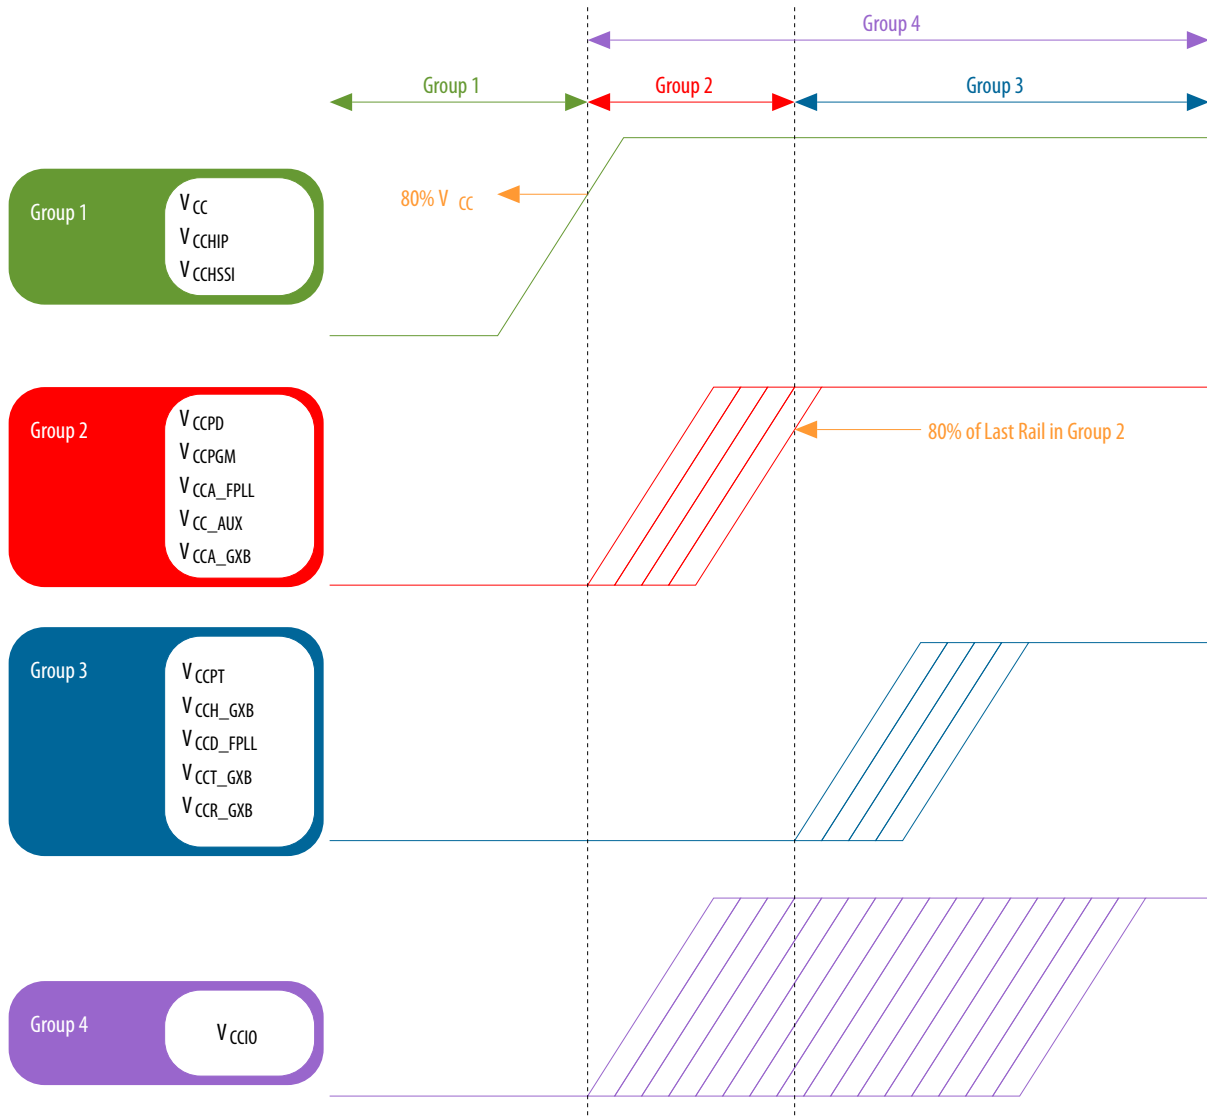 Group 4
Group 1
Group 2
Group 3
80% V CC
Group 1
V CC
V CCHIP
V CCHSSI
Group 2
V CCPD
V CCPGM
V CCA_FPLL
V CC_AUX
V CCA_GXB
80% of Last Rail in Group 2
Group 3
V CCPT
V CCH_GXB
V CCD_FPLL
V CCT_GXB
V CCR_GXB
Group 4
V CCIO